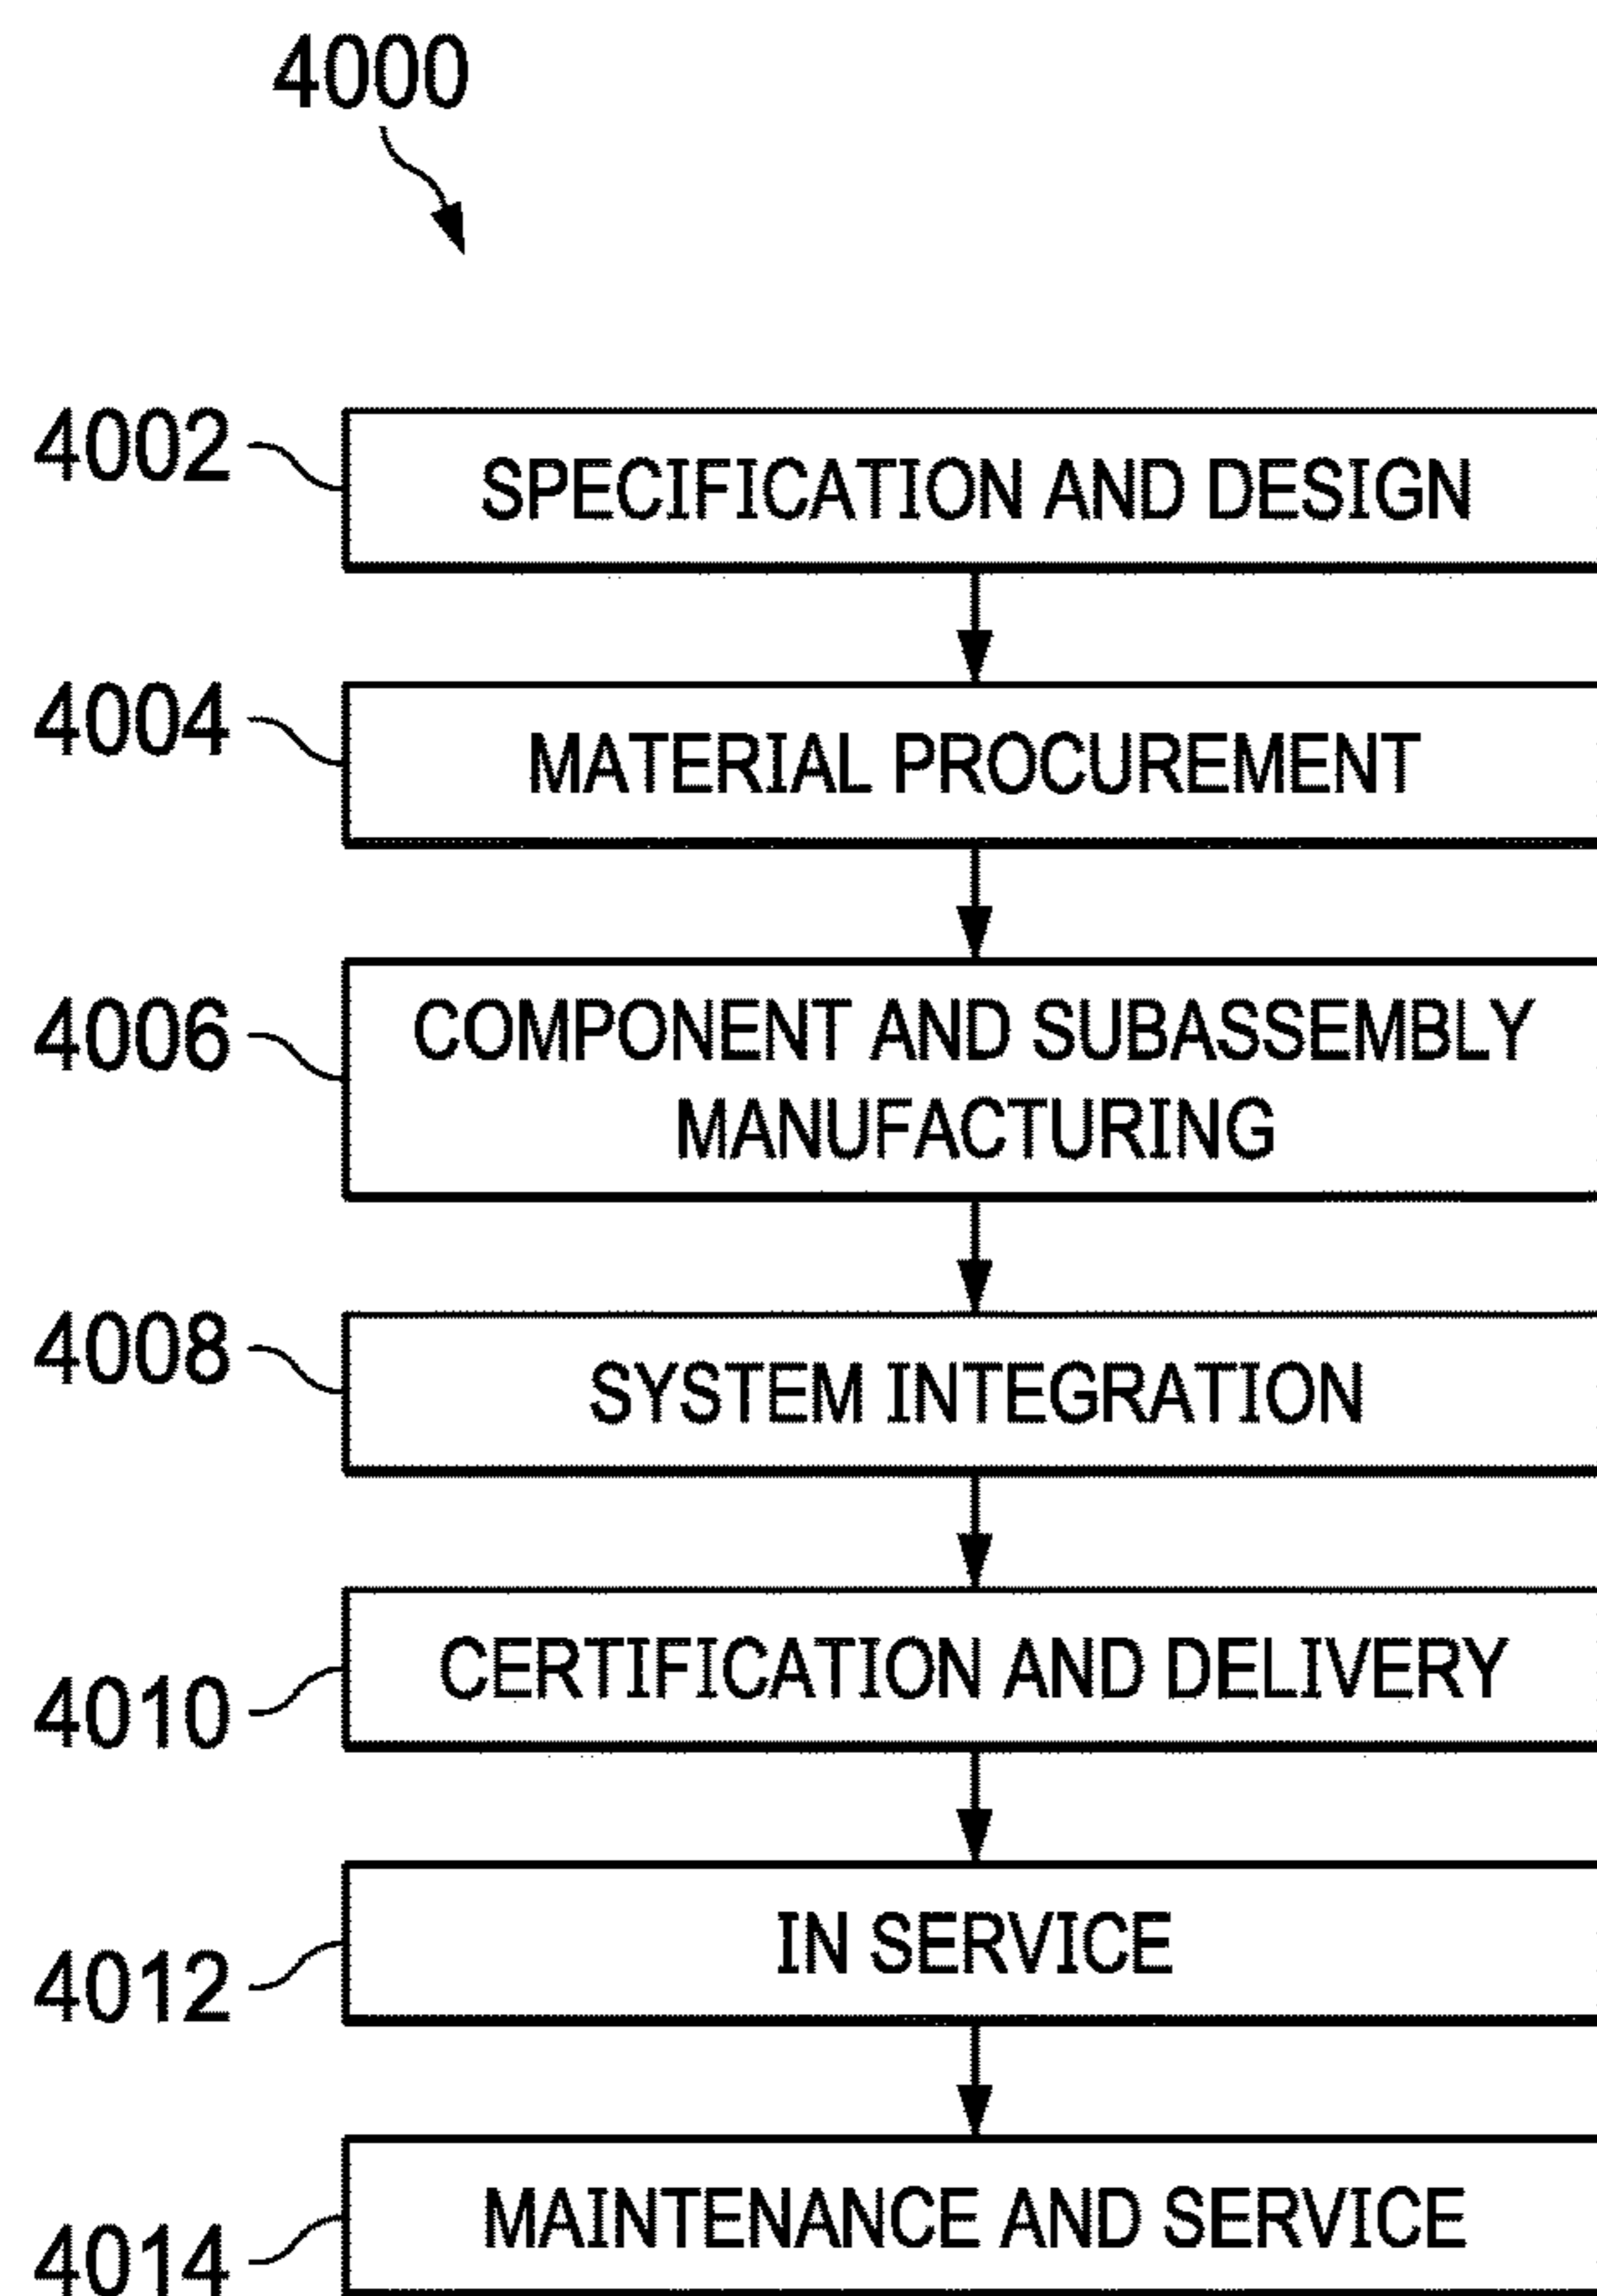 4000
4002 SPECIFICATION AND DESIGN
4004 MATERIAL PROCUREMENT
4006 COMPONENT AND SUBASSEMBLY
MANUFACTURING
4008 SYSTEM INTEGRATION
4010 CERTIFICATION AND DELIVERY
4012 IN SERVICE
4014 MAINTENANCE AND SERVICE